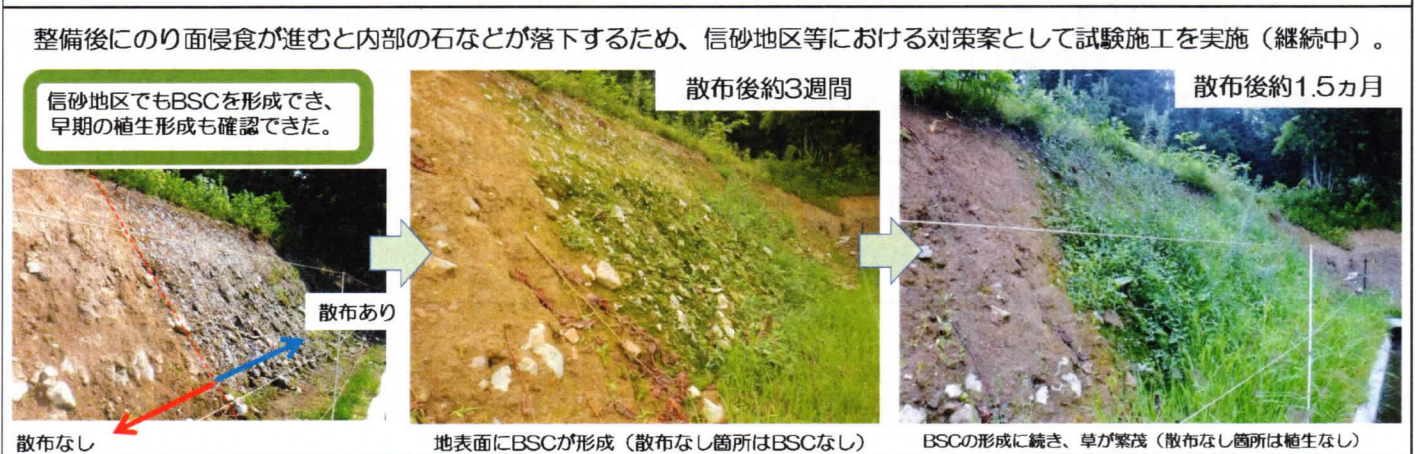 整備後にのり面侵食が進むと内部の石などが落下するため、信砂地区等における対策案として試験施工を実施（継続中）。
信砂地区でもBSCを形成でき、
早期の植生形成も確認できた。
散布あり
散布なし
散布後約3週間
地表面にBSCが形成（散布なし箇所はBSCなし）
散布後約1.5ヵ月
BSCの形成に続き、草が繁茂（散布なし箇所は植生なし）